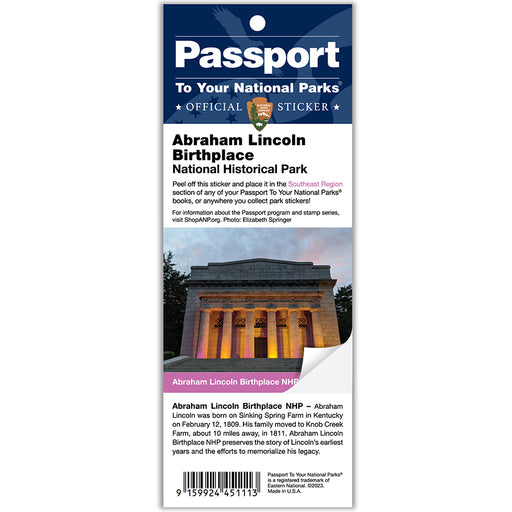 Passport
To Your National Parks®
★ OFFICIAL STICKER ★
Abraham Lincoln
Birthplace
National Historical Park
Peel off this sticker and place it in the Southeast Region
section of any of your Passport To Your National Parks®
books, or anywhere you collect park stickers!
For information about the Passport program and stamp series,
visit ShopANP.org. Photo: Elizabeth Springer
Abraham Lincoln Birthplace NHP
Abraham Lincoln Birthplace NHP – Abraham
Lincoln was born on Sinking Spring Farm in Kentucky
on February 12, 1809. His family moved to Knob Creek
Farm, about 10 miles away, in 1811. Abraham Lincoln
Birthplace NHP preserves the story of Lincoln's earliest
years and the efforts to memorialize his legacy.
9 159924 451113
Passport To Your National Parks®
is a registered trademark of
Eastern National. ©2023.
Made in U.S.A.